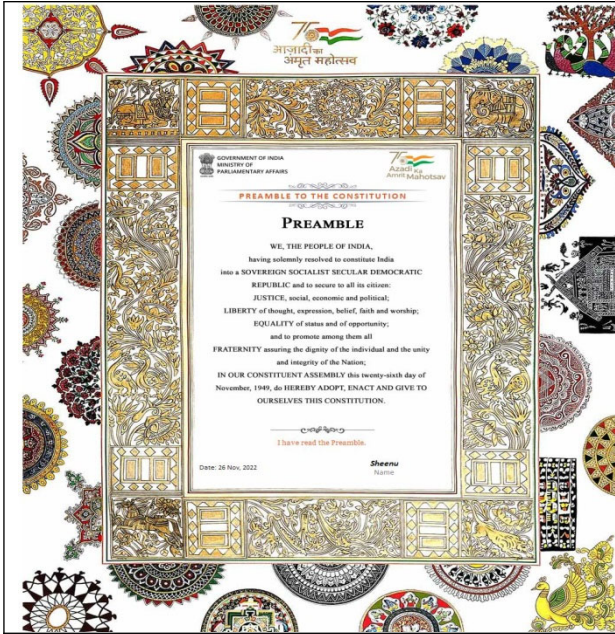 आज़ादी का
अमृत महोत्सव
GOVERNMENT OF INDIA
MINISTRY OF
PARLIAMENTARY AFFAIRS
Azadi Ka
Amrit Mahotsav
PREAMBLE TO THE CONSTITUTION
PREAMBLE
WE, THE PEOPLE OF INDIA,
having solemnly resolved to constitute India
into a SOVEREIGN SOCIALIST SECULAR DEMOCRATIC
REPUBLIC and to secure to all its citizen:
JUSTICE, social, economic and political;
LIBERTY of thought, expression, belief, faith and worship;
EQUALITY of status and of opportunity;
and to promote among them all
FRATERNITY assuring the dignity of the individual and the unity
and integrity of the Nation;
IN OUR CONSTITUENT ASSEMBLY this twenty-sixth day of
November, 1949, do HEREBY ADOPT, ENACT AND GIVE TO
OURSELVES THIS CONSTITUTION.
I have read the Preamble.
Date: 26 Nov, 2022
Sheenu
Name